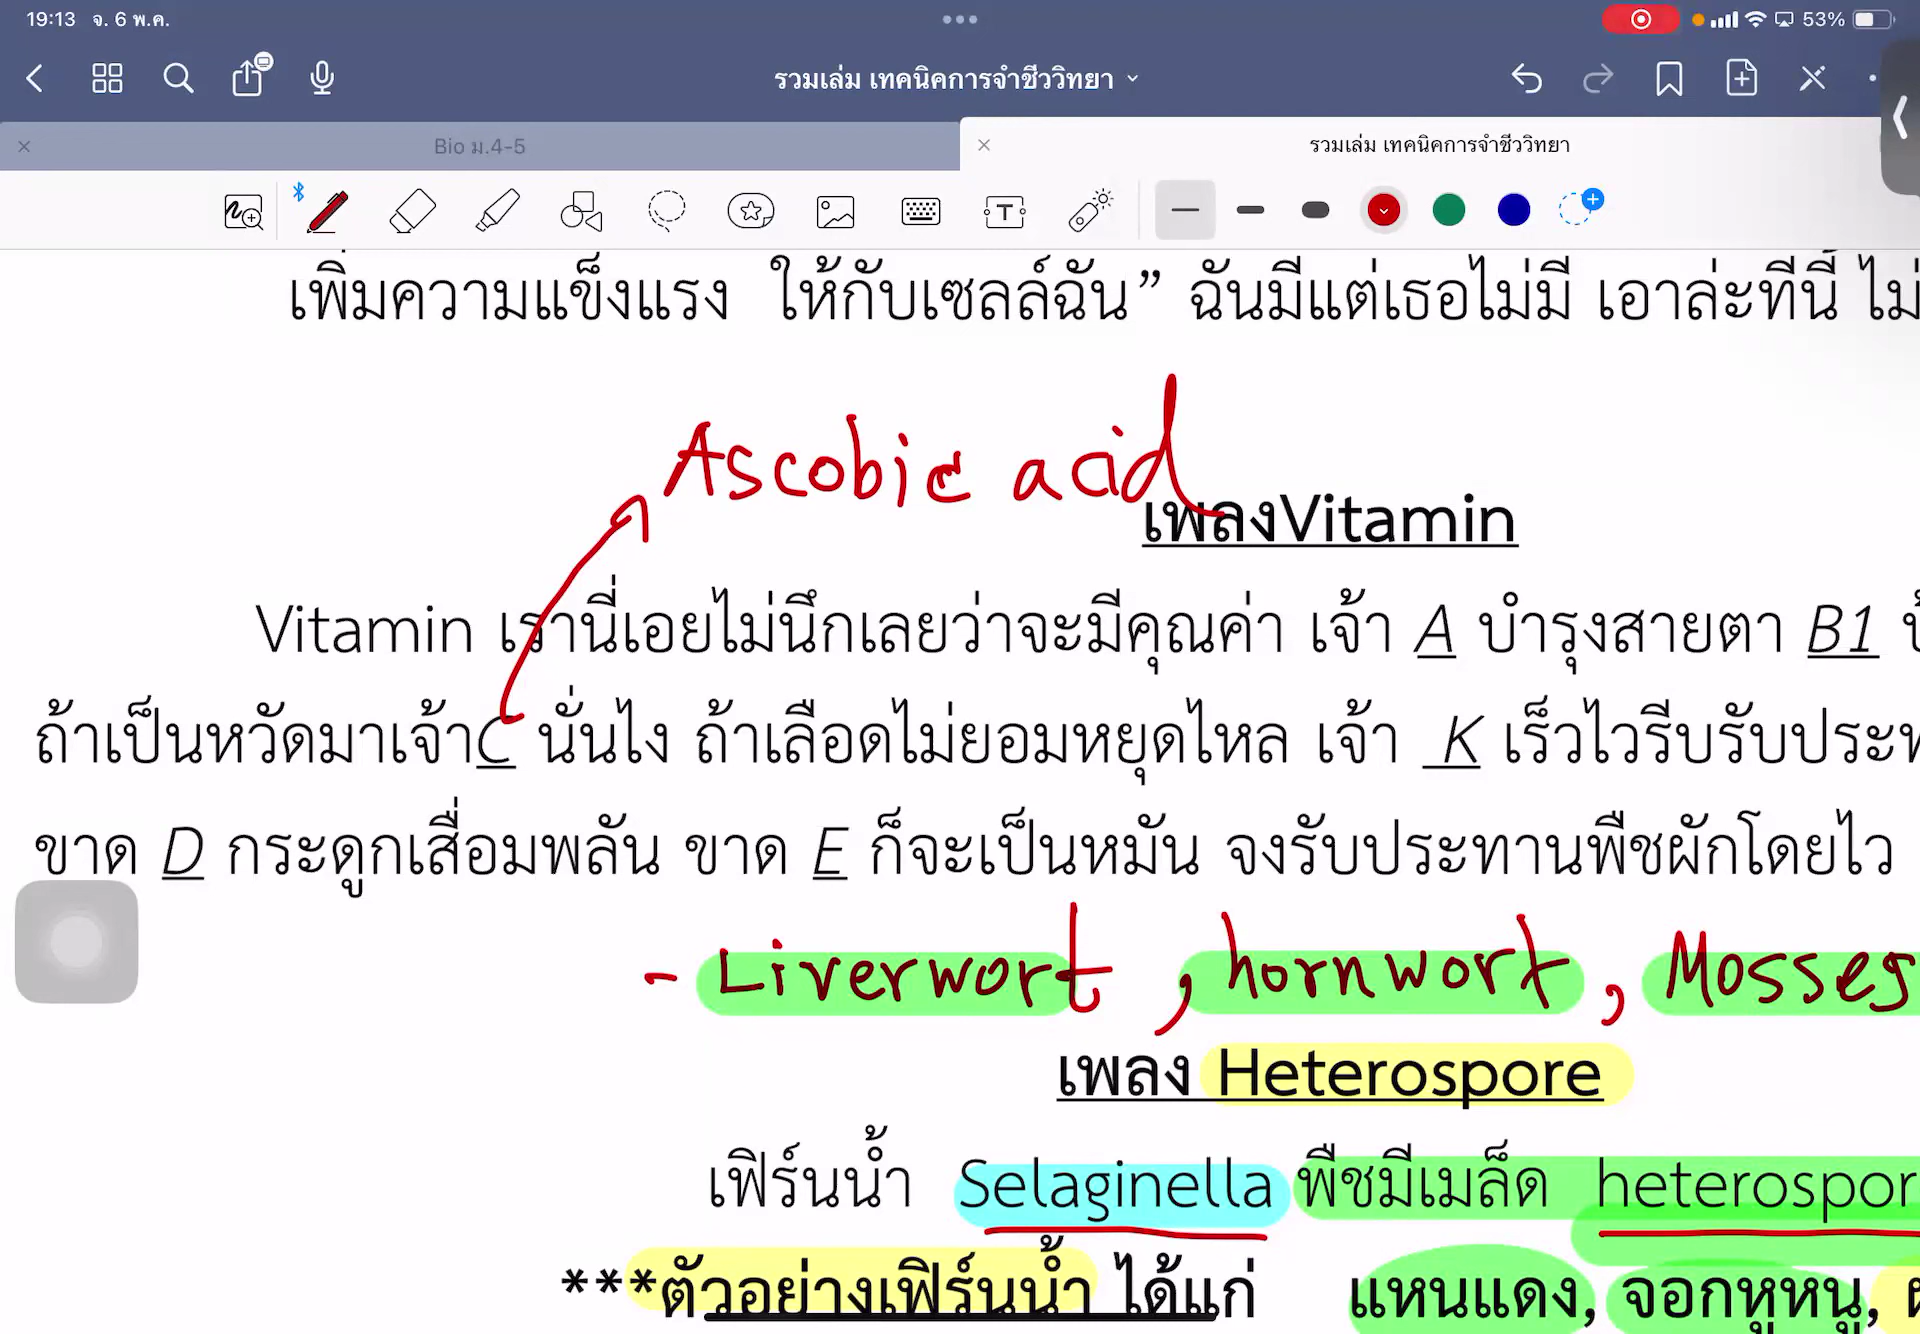 19:13 จ. 6 พ.ค. 53%
รวมเล่ม เทคนิคการจำชีววิทยา
Bio ม.4-5
รวมเล่ม เทคนิคการจำชีววิทยา
เพิ่มความแข็งแรง ให้กับเซลล์ฉัน” ฉันมีแต่เธอไม่มี เอาล่ะทีนี้ ไม่
Ascobic acid
เพลงVitamin
Vitamin เรานี่เอยไม่นึกเลยว่าจะมีคุณค่า เจ้า A บำรุงสายตา B1
ถ้าเป็นหวัดมาเจ้าC นั่นไง ถ้าเลือดไม่ยอมหยุดไหล เจ้า K เร็วไวรีบรับประ
ขาด D กระดูกเสื่อมพลัน ขาด E ก็จะเป็นหมัน จงรับประทานพืชผักโดยไว
- Liverwort , hornwort , Mosses
เพลง Heterospore
เฟิร์นน้ำ Selaginella พืชมีเมล็ด heterospor
***ตัวอย่างเฟิร์นน้ำ ได้แก่ แหนแดง, จอกหูหนู,